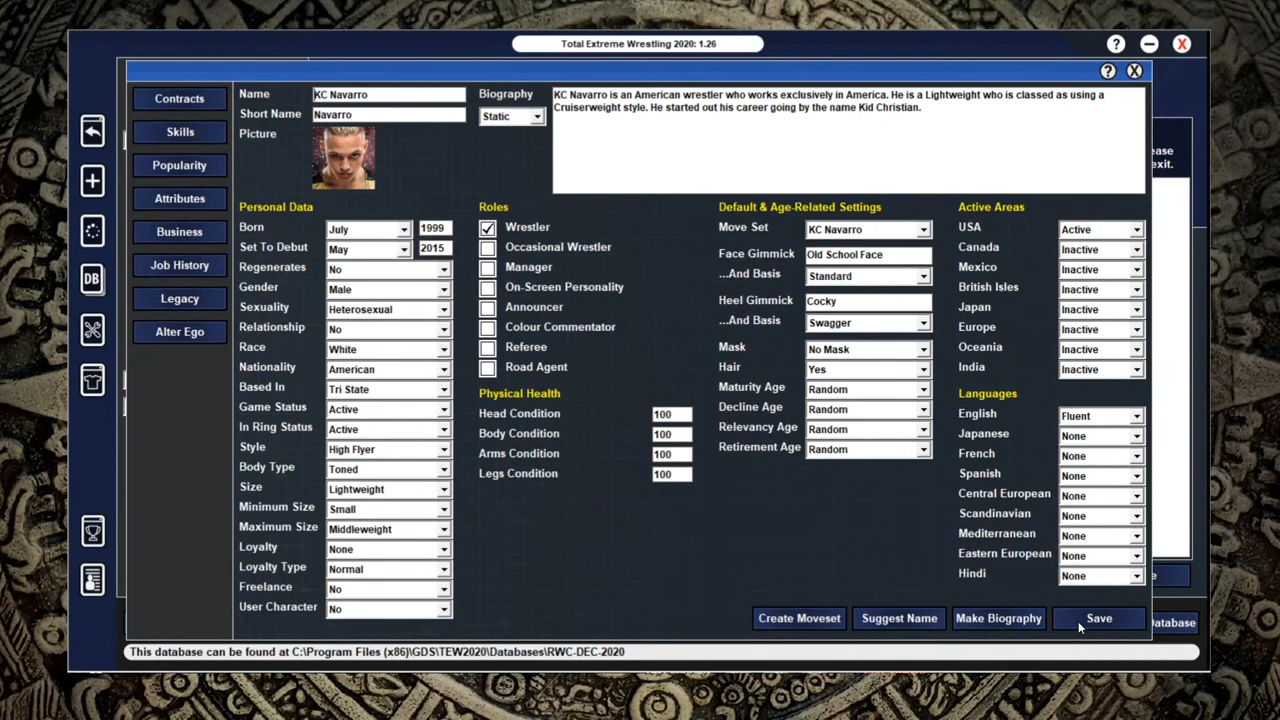 Total Extreme Wrestling 2020: 1.26
?
X
? X
Contracts
Skills
Popularity
Attributes
Business
Job History
Legacy
Alter Ego
DB
Name KC Navarro
Short Name Navarro
Picture
Biography
Static
KC Navarro is an American wrestler who works exclusively in America. He is a Lightweight who is classed as using a
Cruiserweight style. He started out his career going by the name Kid Christian.
Personal Data
Born July 1999
Set To Debut May 2015
Regenerates No
Gender Male
Sexuality Heterosexual
Relationship No
Race White
Nationality American
Based In Tri State
Game Status Active
In Ring Status Active
Style High Flyer
Body Type Toned
Size Lightweight
Minimum Size Small
Maximum Size Middleweight
Loyalty None
Loyalty Type Normal
Freelance No
User Character No
Roles
Wrestler
Occasional Wrestler
Manager
On-Screen Personality
Announcer
Colour Commentator
Referee
Road Agent
Physical Health
Head Condition 100
Body Condition 100
Arms Condition 100
Legs Condition 100
Default & Age-Related Settings
Move Set KC Navarro
Face Gimmick Old School Face
...And Basis Standard
Heel Gimmick Cocky
...And Basis Swagger
Mask No Mask
Hair Yes
Maturity Age Random
Decline Age Random
Relevancy Age Random
Retirement Age Random
Active Areas
USA Active
Canada Inactive
Mexico Inactive
British Isles Inactive
Japan Inactive
Europe Inactive
Oceania Inactive
India Inactive
Languages
English Fluent
Japanese None
French None
Spanish None
Central European None
Scandinavian None
Mediterranean None
Eastern European None
Hindi None
ease
exit.
e
Create Moveset Suggest Name Make Biography Save
atabase
This database can be found at C:\Program Files (x86)\GDS\TEW2020\Databases\RWC-DEC-2020